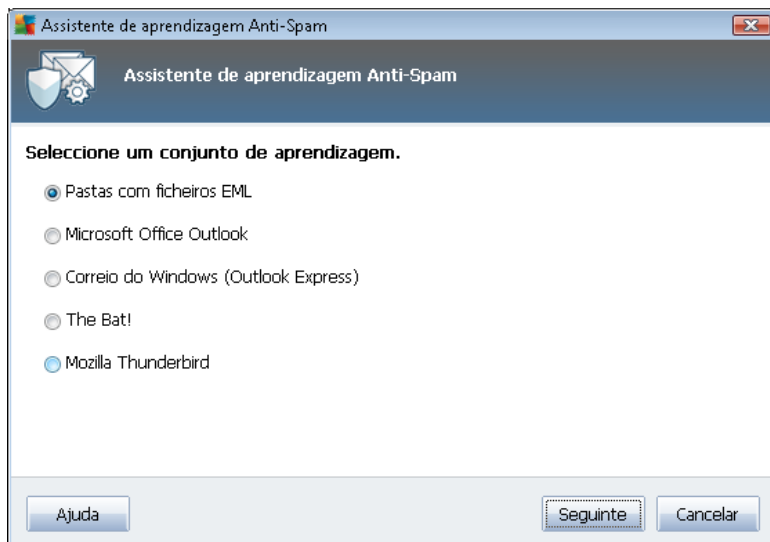 Assistente de aprendizagem Anti-Spam
Assistente de aprendizagem Anti-Spam
Seleccione um conjunto de aprendizagem.
Pastas com ficheiros EML
Microsoft Office Outlook
Correio do Windows (Outlook Express)
The Bat!
Mozilla Thunderbird
Ajuda
Seguinte
Cancelar